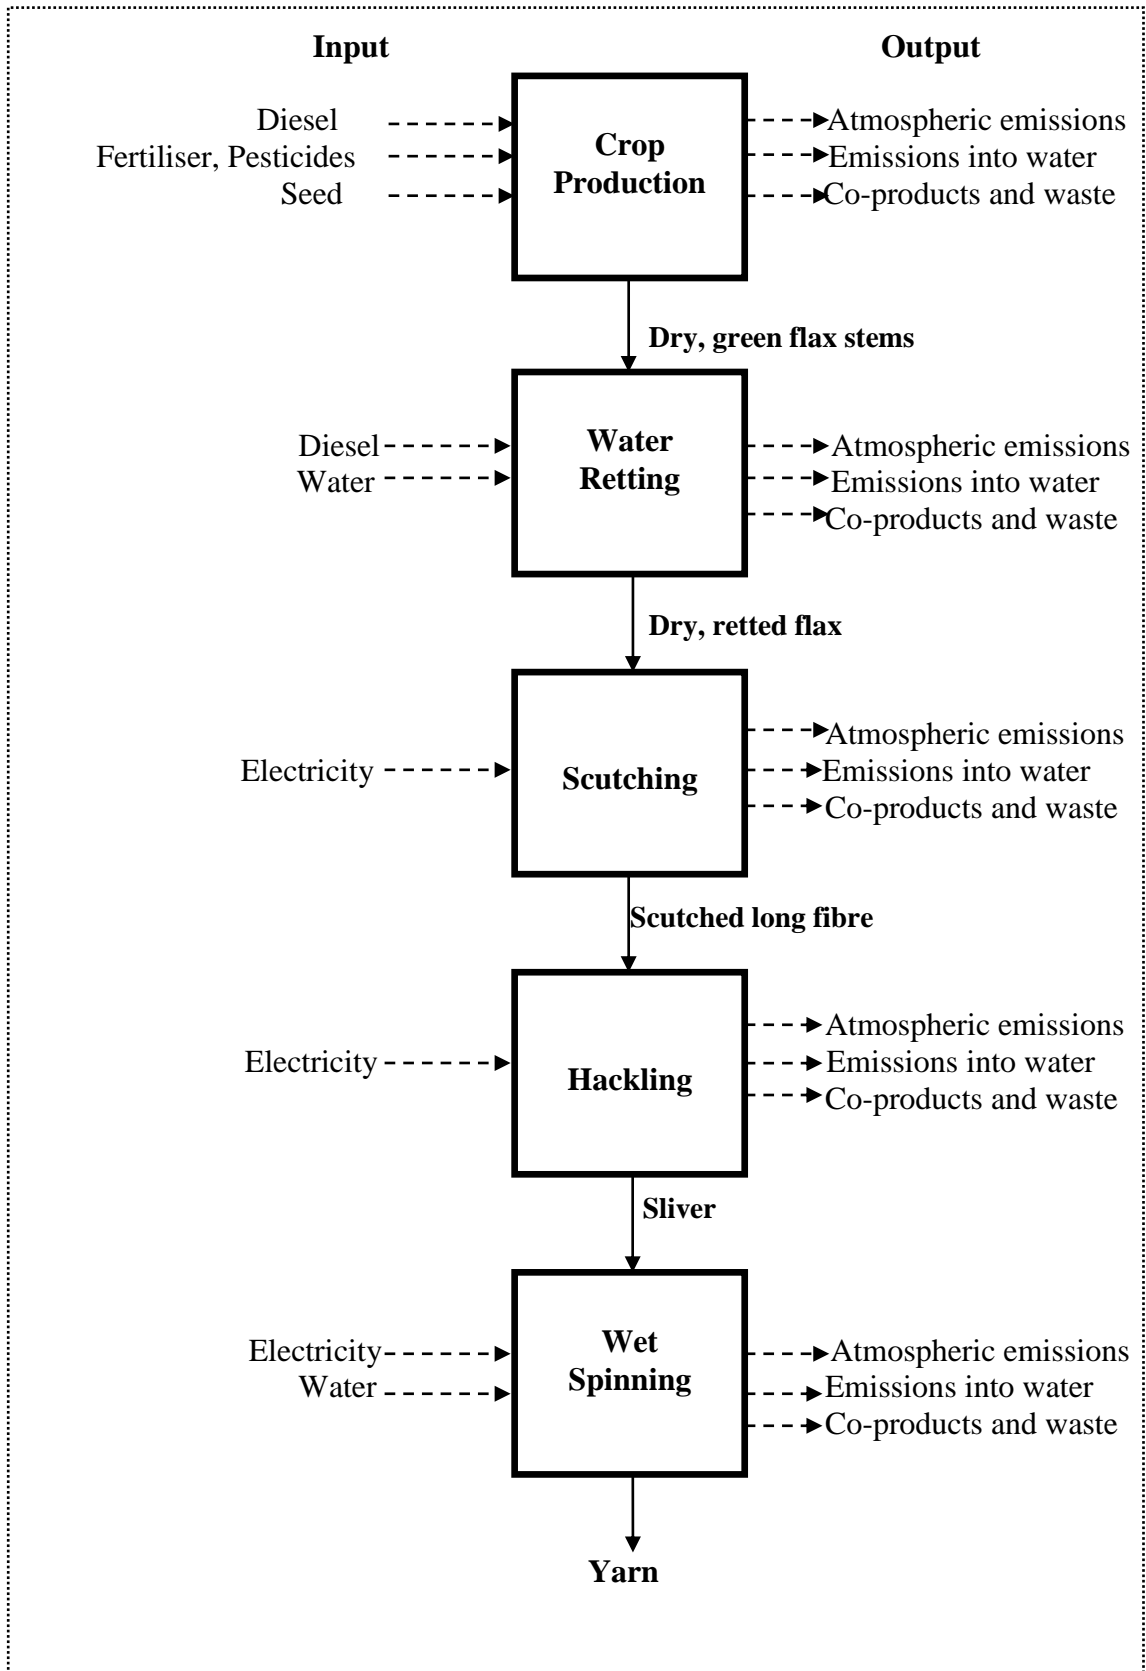 Input
Output
Diesel
Fertiliser, Pesticides
Seed
Crop
Production
Atmospheric emissions
Emissions into water
Co-products and waste
Dry, green flax stems
Diesel
Water
Water
Retting
Atmospheric emissions
Emissions into water
Co-products and waste
Dry, retted flax
Electricity
Scutching
Atmospheric emissions
Emissions into water
Co-products and waste
Scutched long fibre
Electricity
Hackling
Atmospheric emissions
Emissions into water
Co-products and waste
Sliver
Electricity
Water
Wet
Spinning
Atmospheric emissions
Emissions into water
Co-products and waste
Yarn